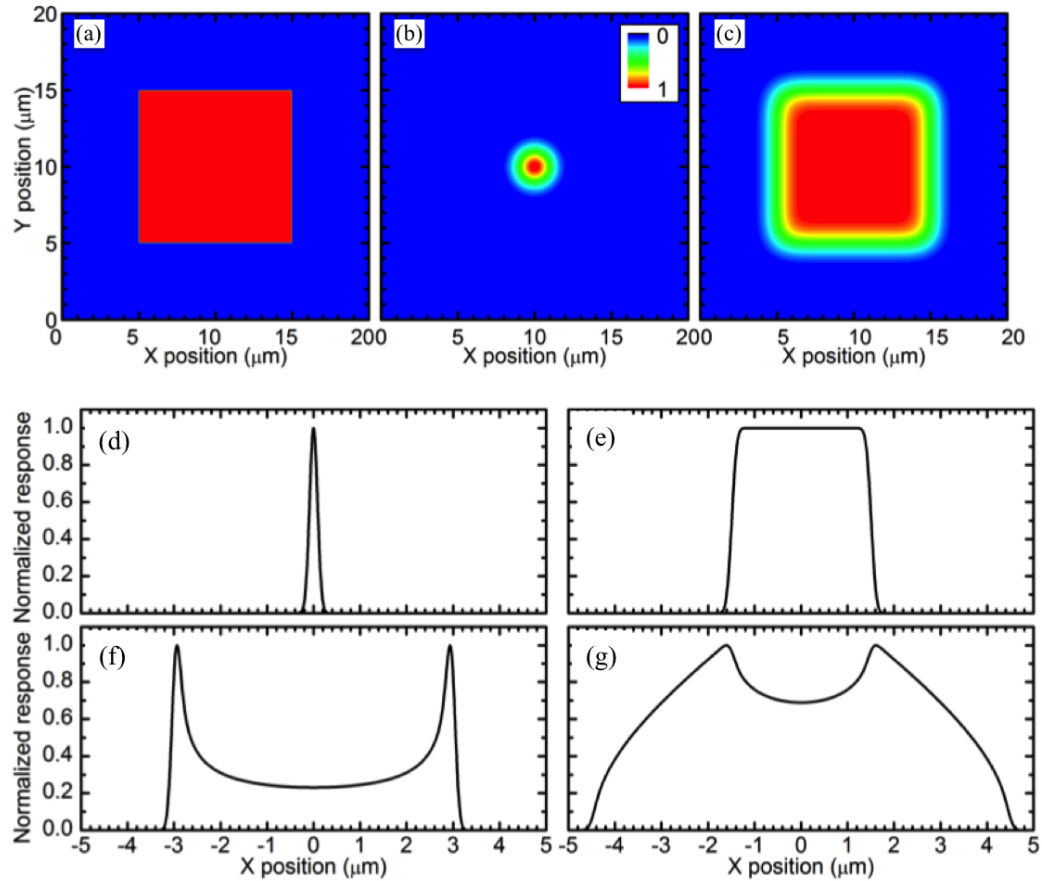 (a) (b) 0 1 (c)
20
15
10
5
0
Y position (μm)
0 5 10 15 20 0 5 10 15 20 0 5 10 15 20
X position (μm) X position (μm) X position (μm)
(d) (e)
1.0
0.8
0.6
0.4
0.2
0.0
Normalized response
(f) (g)
1.0
0.8
0.6
0.4
0.2
0.0
Normalized response
-5 -4 -3 -2 -1 0 1 2 3 4 5 -5 -4 -3 -2 -1 0 1 2 3 4 5
X position (μm) X position (μm)